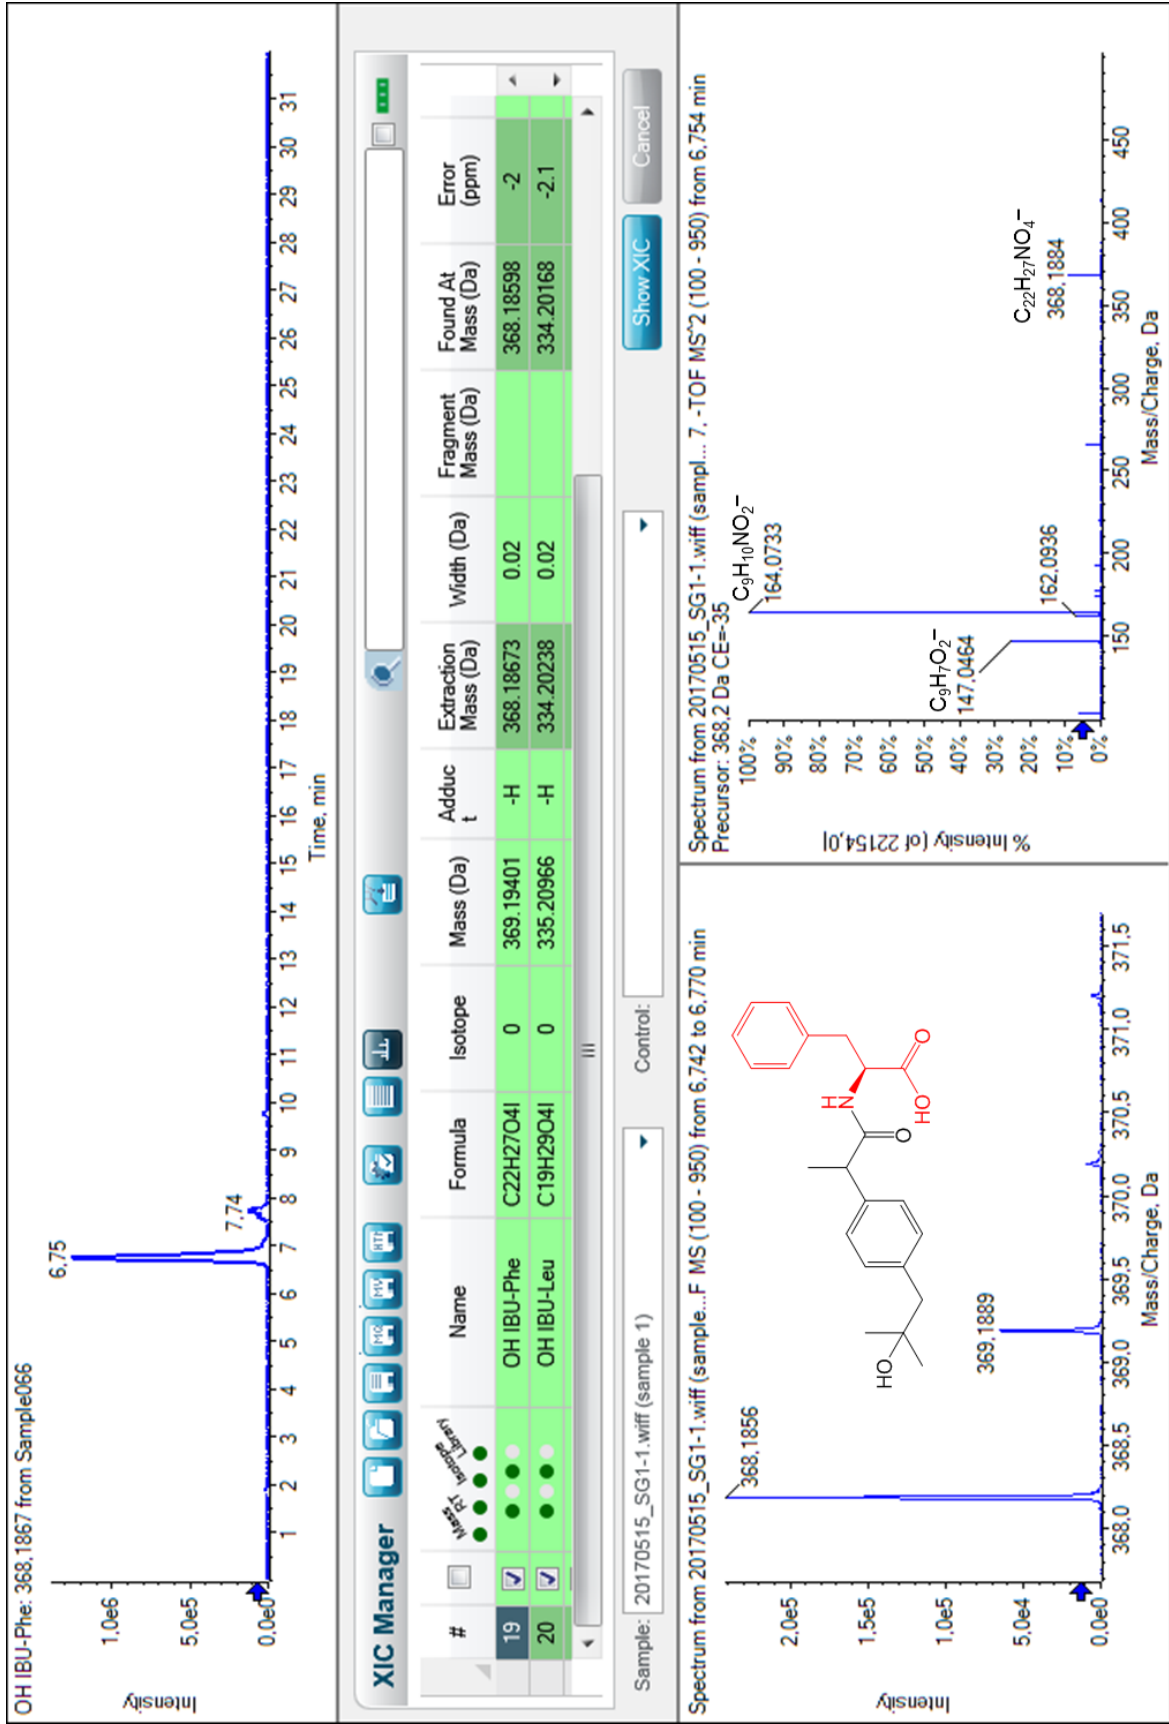 OH IBU-Phe: 368,1867 from Sample066
6,75
7,74
1,0e6
5,0e5
0,0e0
Intensity
1 2 3 4 5 6 7 8 9 10 11 12 13 14 15 16 17 18 19 20 21 22 23 24 25 26 27 28 29 30 31
Time, min
XIC Manager
# Mass RT Isotope Library Name Formula Isotope Mass (Da) Adduc t Extraction Mass (Da) Width (Da) Fragment Mass (Da) Found At Mass (Da) Error (ppm)
19 OH IBU-Phe C22H27O4I 0 369.19401 -H 368.18673 0.02 368.18598 -2
20 OH IBU-Leu C19H29O4I 0 335.20966 -H 334.20238 0.02 334.20168 -2.1
Sample: 20170515_SG1-1.wiff (sample 1) Control: Show XIC Cancel
Spectrum from 20170515_SG1-1.wiff (sample...F MS (100 - 950) from 6,742 to 6,770 min
368,1856
369,1889
2,0e5
1,5e5
1,0e5
5,0e4
0,0e0
Intensity
368,0 368,5 369,0 369,5 370,0 370,5 371,0 371,5
Mass/Charge, Da
HO
O
HN
HO
O
Spectrum from 20170515_SG1-1.wiff (sampl... 7, -TOF MS^2 (100 - 950) from 6,754 min
Precursor: 368,2 Da CE=-35
100%
90%
80%
70%
60%
50%
40%
30%
20%
10%
0%
% Intensity (of 22154,0)
C₉H₇O₂⁻
147,0464
C₉H₁₀NO₂⁻
164,0733
162,0936
C₂₂H₂₇NO₄⁻
368,1884
150 200 250 300 350 400 450
Mass/Charge, Da